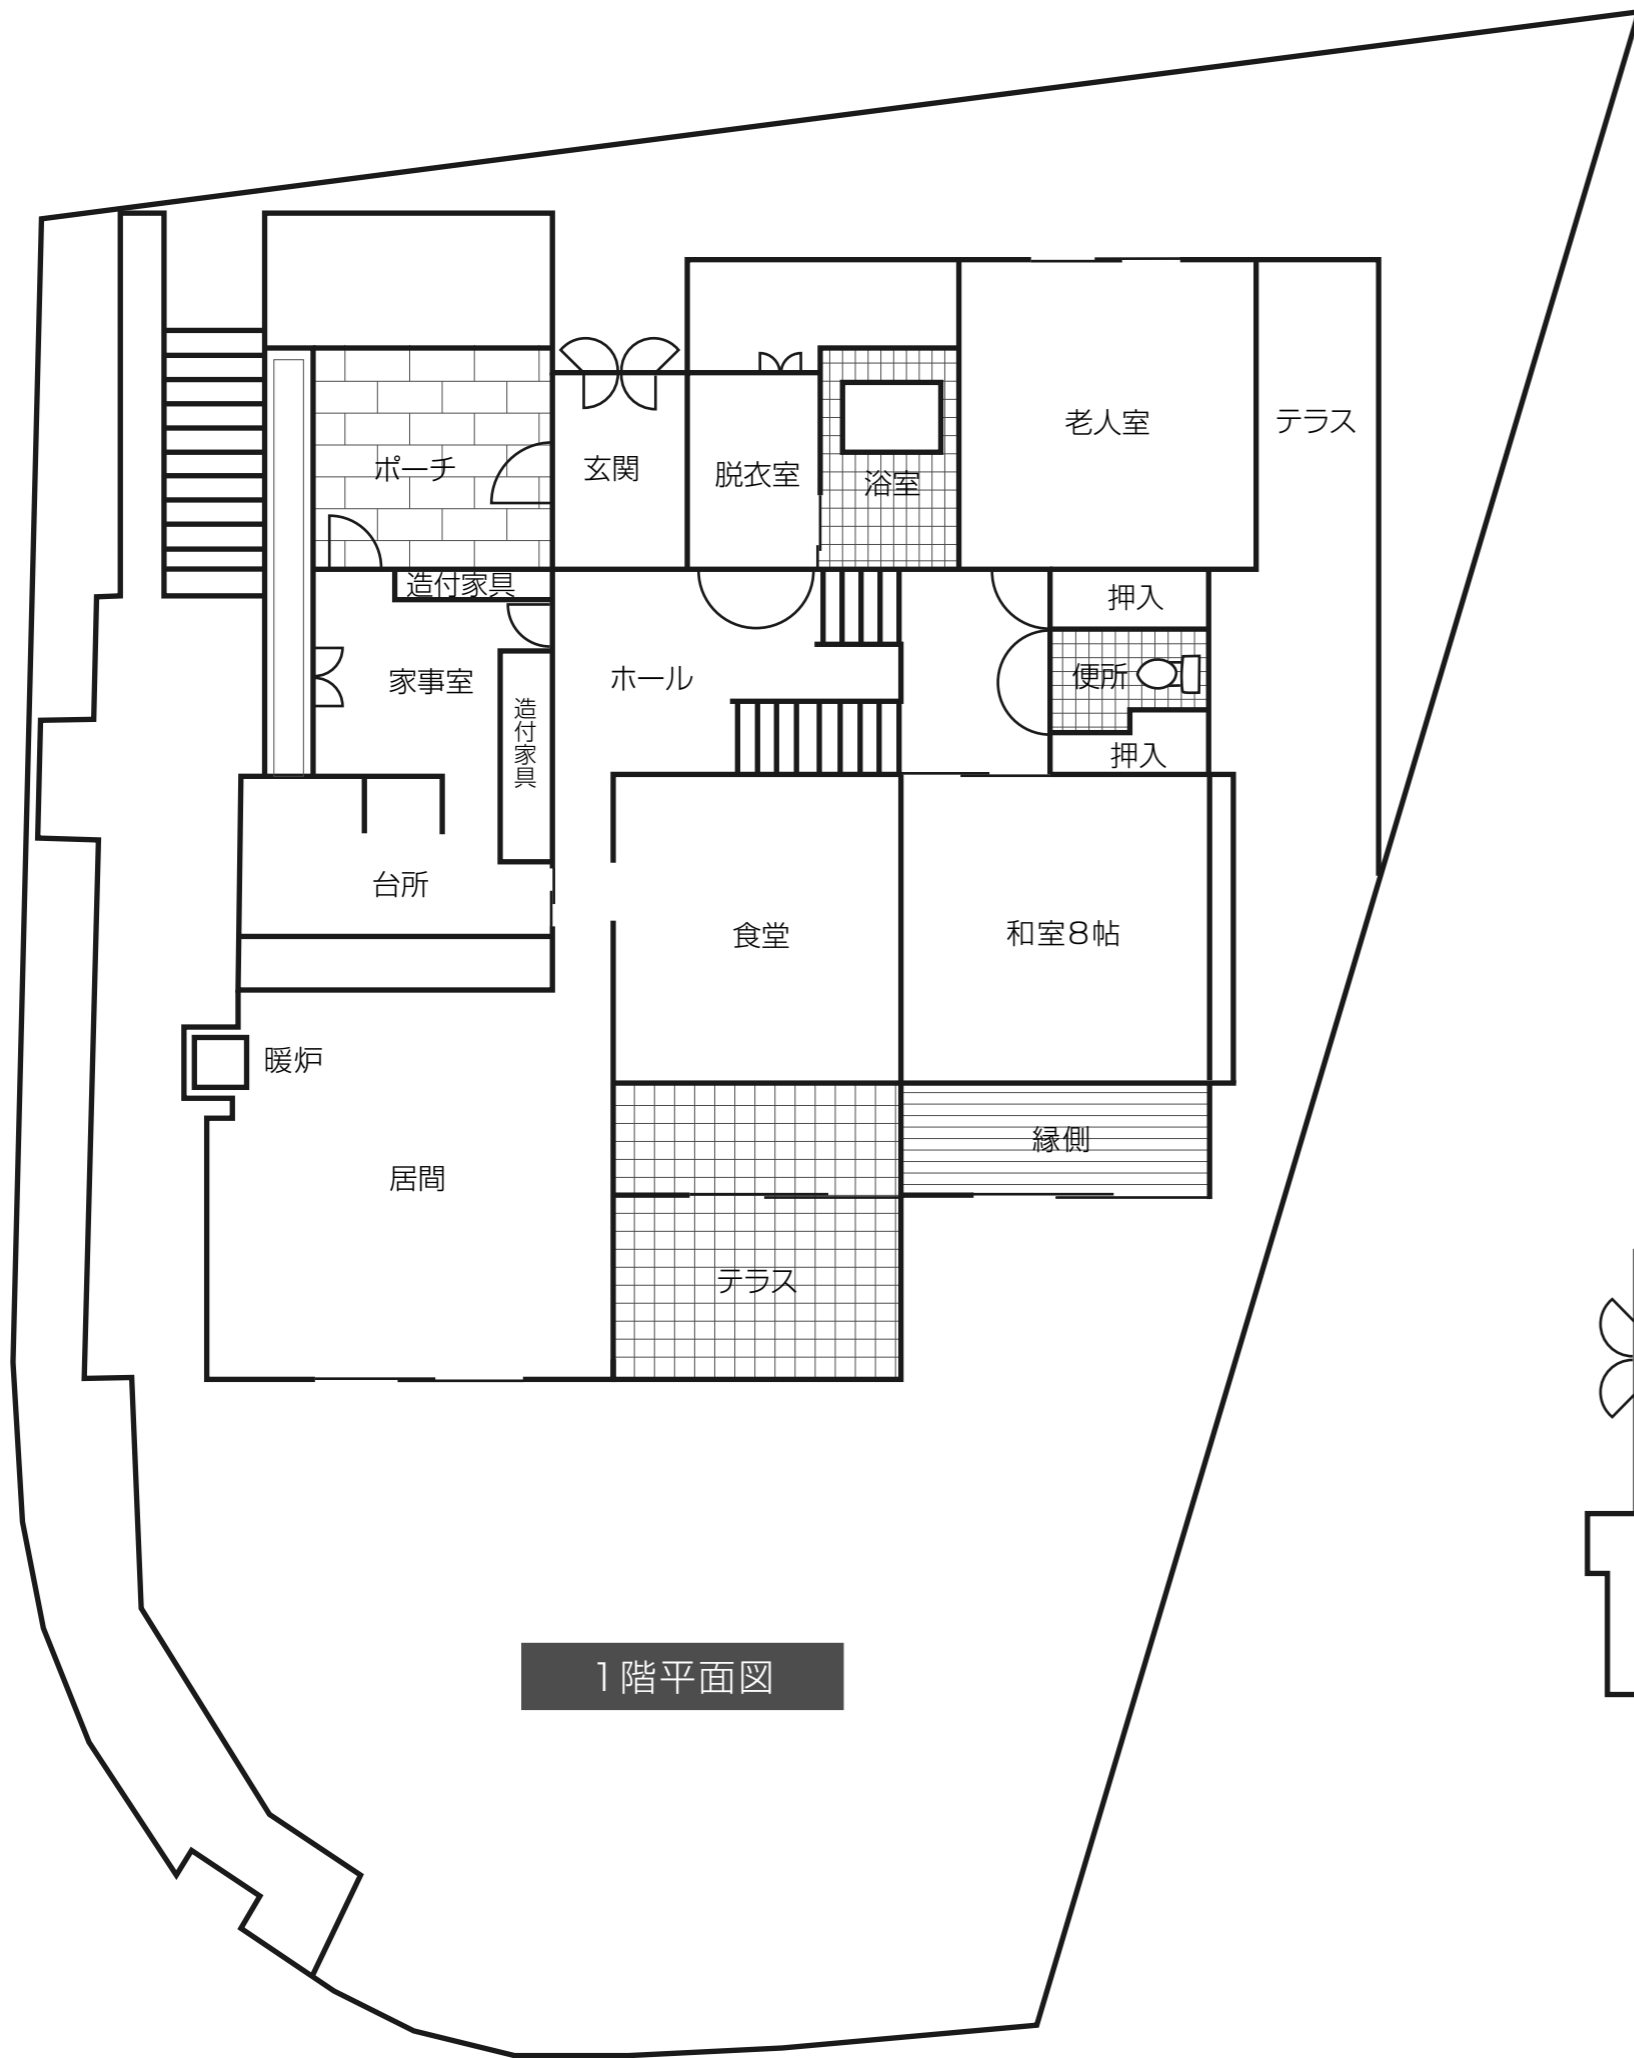 老人室
テラス
ポーチ
玄関
脱衣室
浴室
造付家具
押入
家事室
ホール
便所
造付家具
押入
台所
食堂
和室8帖
暖炉
縁側
居間
テラス
1階平面図